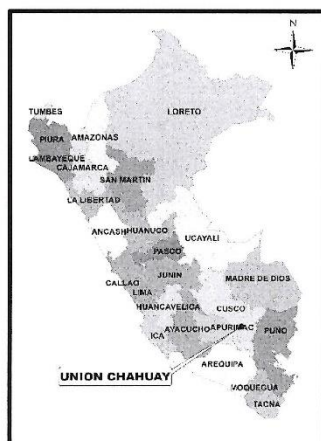 N
TUMBES
LORETO
PIURA
AMAZONAS
LAMBAYEQUE
CAJAMARCA
SAN MARTIN
LA LIBERTAD
ANCASH
HUANUCO
UCAYALI
PASCO
JUNIN
CALLAO
LIMA
MADRE DE DIOS
HUANCAVELICA
CUSCO
AYACUCHO
APURIMAC
ICA
PUNO
AREQUIPA
UNION CHAHUAY
MOQUEGUA
TACNA